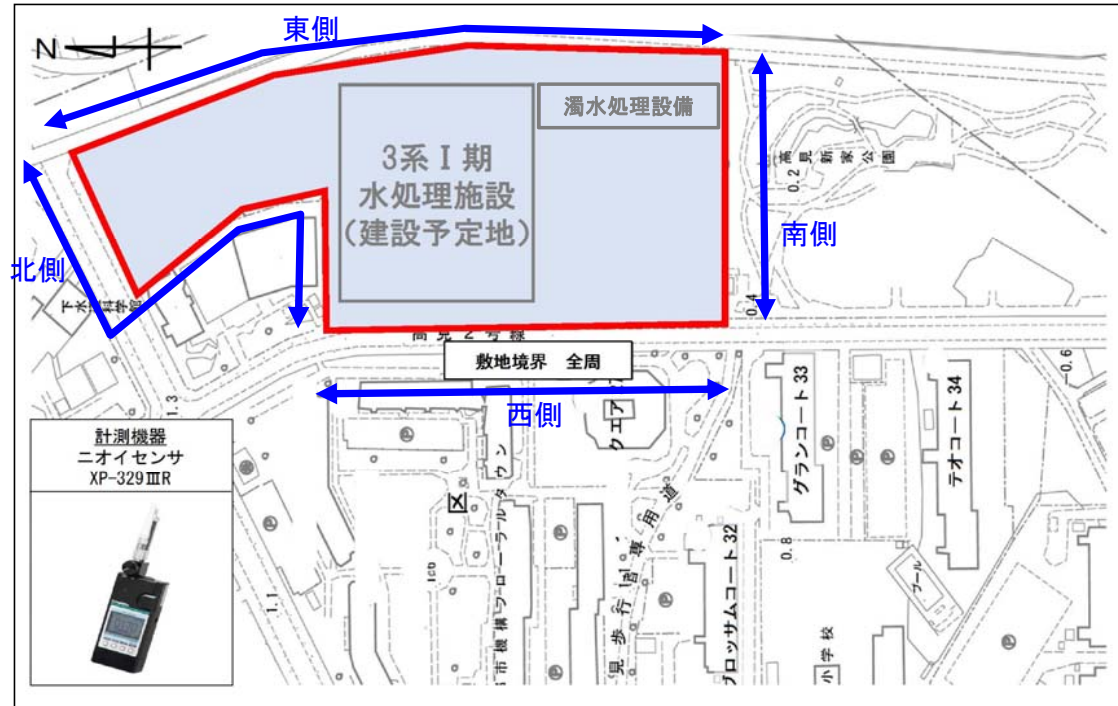 東側
N
濁水処理設備
3系Ⅰ期
水処理施設
(建設予定地)
高見新家公園
0.2
南側
北側
0.4
高見2号線
敷地境界 全周
西側
-0.6
1.3
計測機器
ニオイセンサ
XP-329ⅢR
グランコート33
テオコート34
0.8
プール
ブロッサムコート32
小学校
1.1